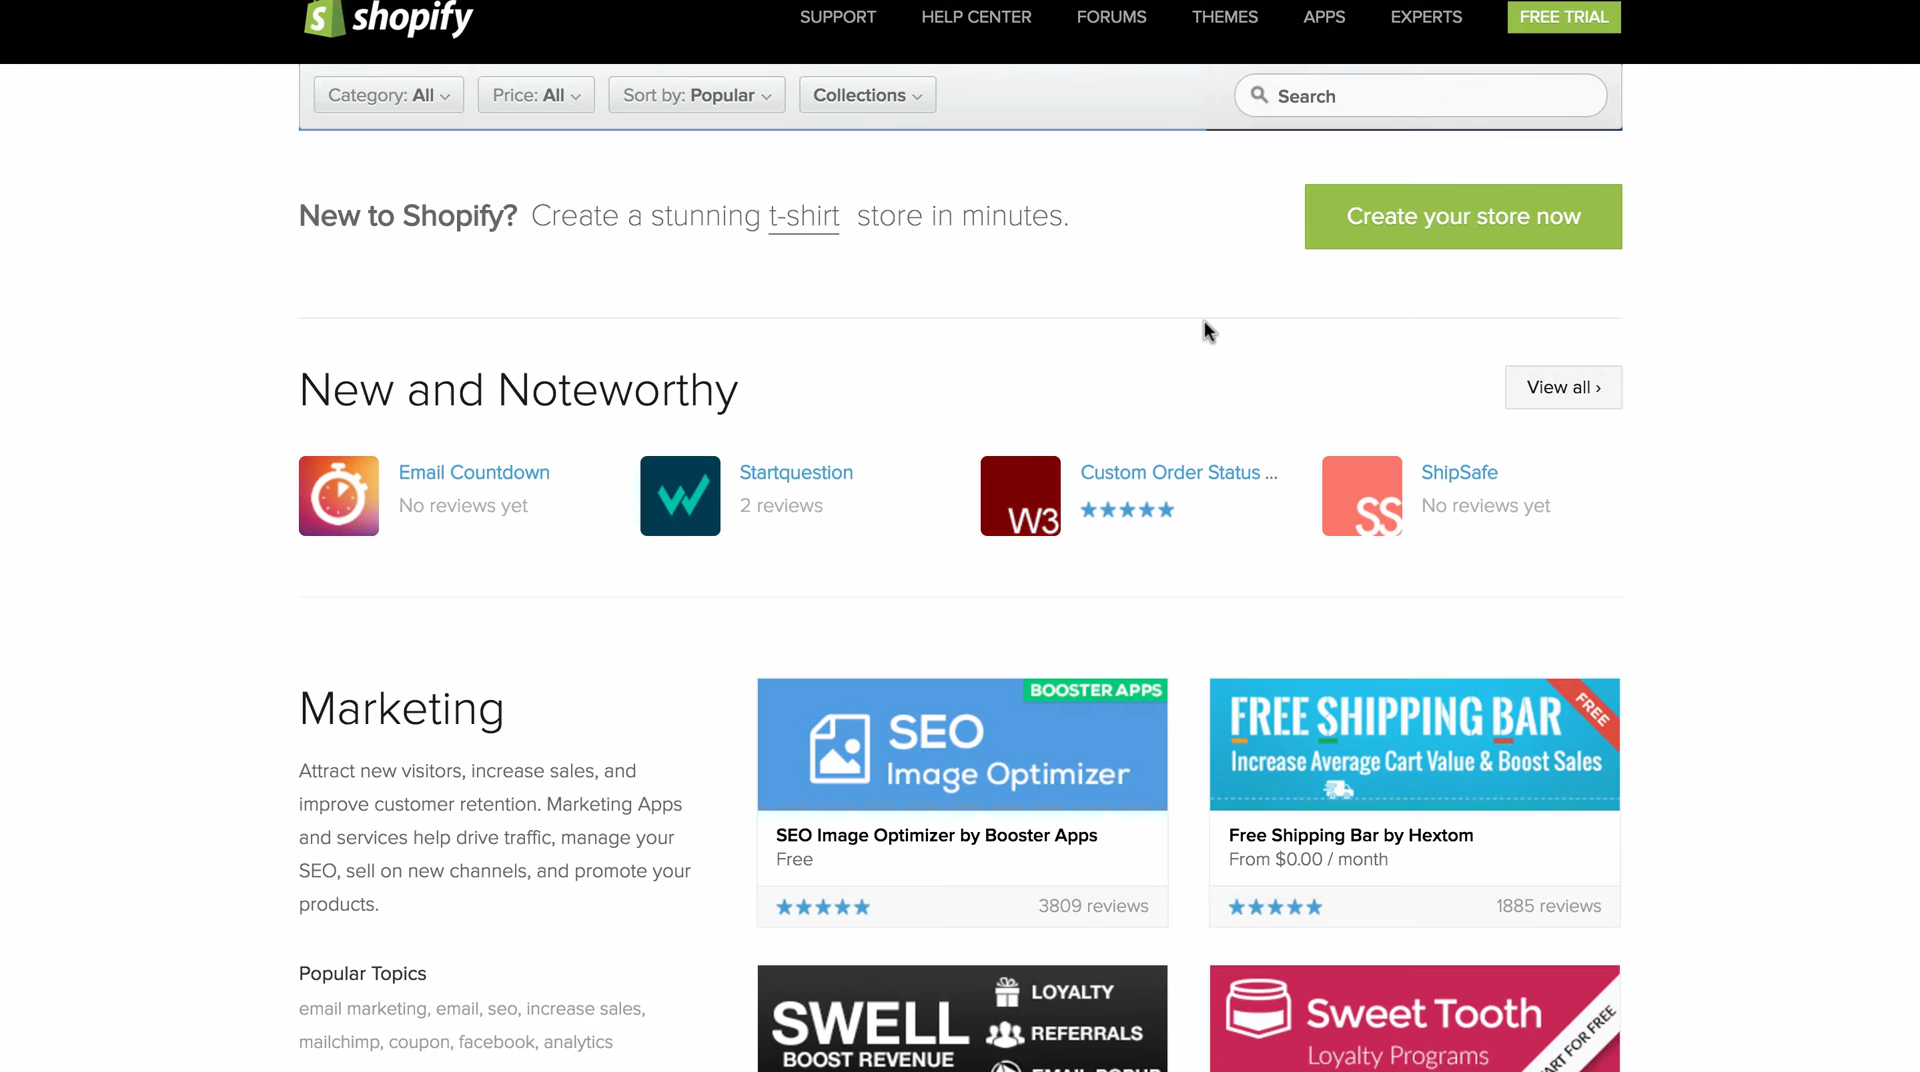 shopify
SUPPORT HELP CENTER FORUMS THEMES APPS EXPERTS FREE TRIAL
Category: All Price: All Sort by: Popular Collections Search
New to Shopify? Create a stunning t-shirt store in minutes. Create your store now
New and Noteworthy
View all ›
Email Countdown
No reviews yet
Startquestion
2 reviews
W3
Custom Order Status ...
SS
ShipSafe
No reviews yet
Marketing
Attract new visitors, increase sales, and
improve customer retention. Marketing Apps
and services help drive traffic, manage your
SEO, sell on new channels, and promote your
products.
Popular Topics
email marketing, email, seo, increase sales,
mailchimp, coupon, facebook, analytics
BOOSTER APPS
SEO
Image Optimizer
SEO Image Optimizer by Booster Apps
Free
3809 reviews
FREE SHIPPING BAR
FREE
Increase Average Cart Value & Boost Sales
Free Shipping Bar by Hextom
From $0.00 / month
1885 reviews
SWELL
BOOST REVENUE
LOYALTY
REFERRALS
EMAIL POPUP
Sweet Tooth
Loyalty Programs
START FOR FREE